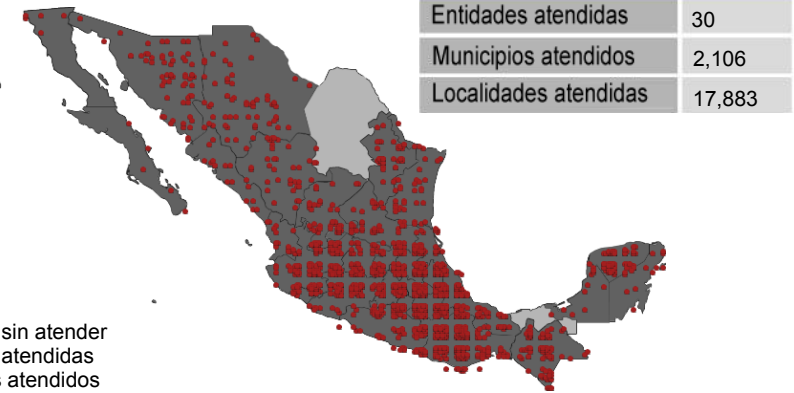 Entidades atendidas 30
Municipios atendidos 2,106
Localidades atendidas 17,883
sin atender
atendidas
atendidos